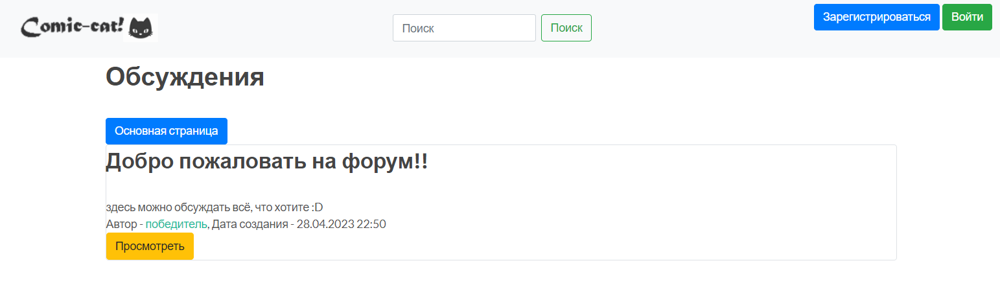 Comic-cat!
Поиск
Поиск
Зарегистрироваться
Войти
Обсуждения
Основная страница
Добро пожаловать на форум!!
здесь можно обсуждать всё, что хотите :D
Автор - победитель, Дата создания - 28.04.2023 22:50
Просмотреть